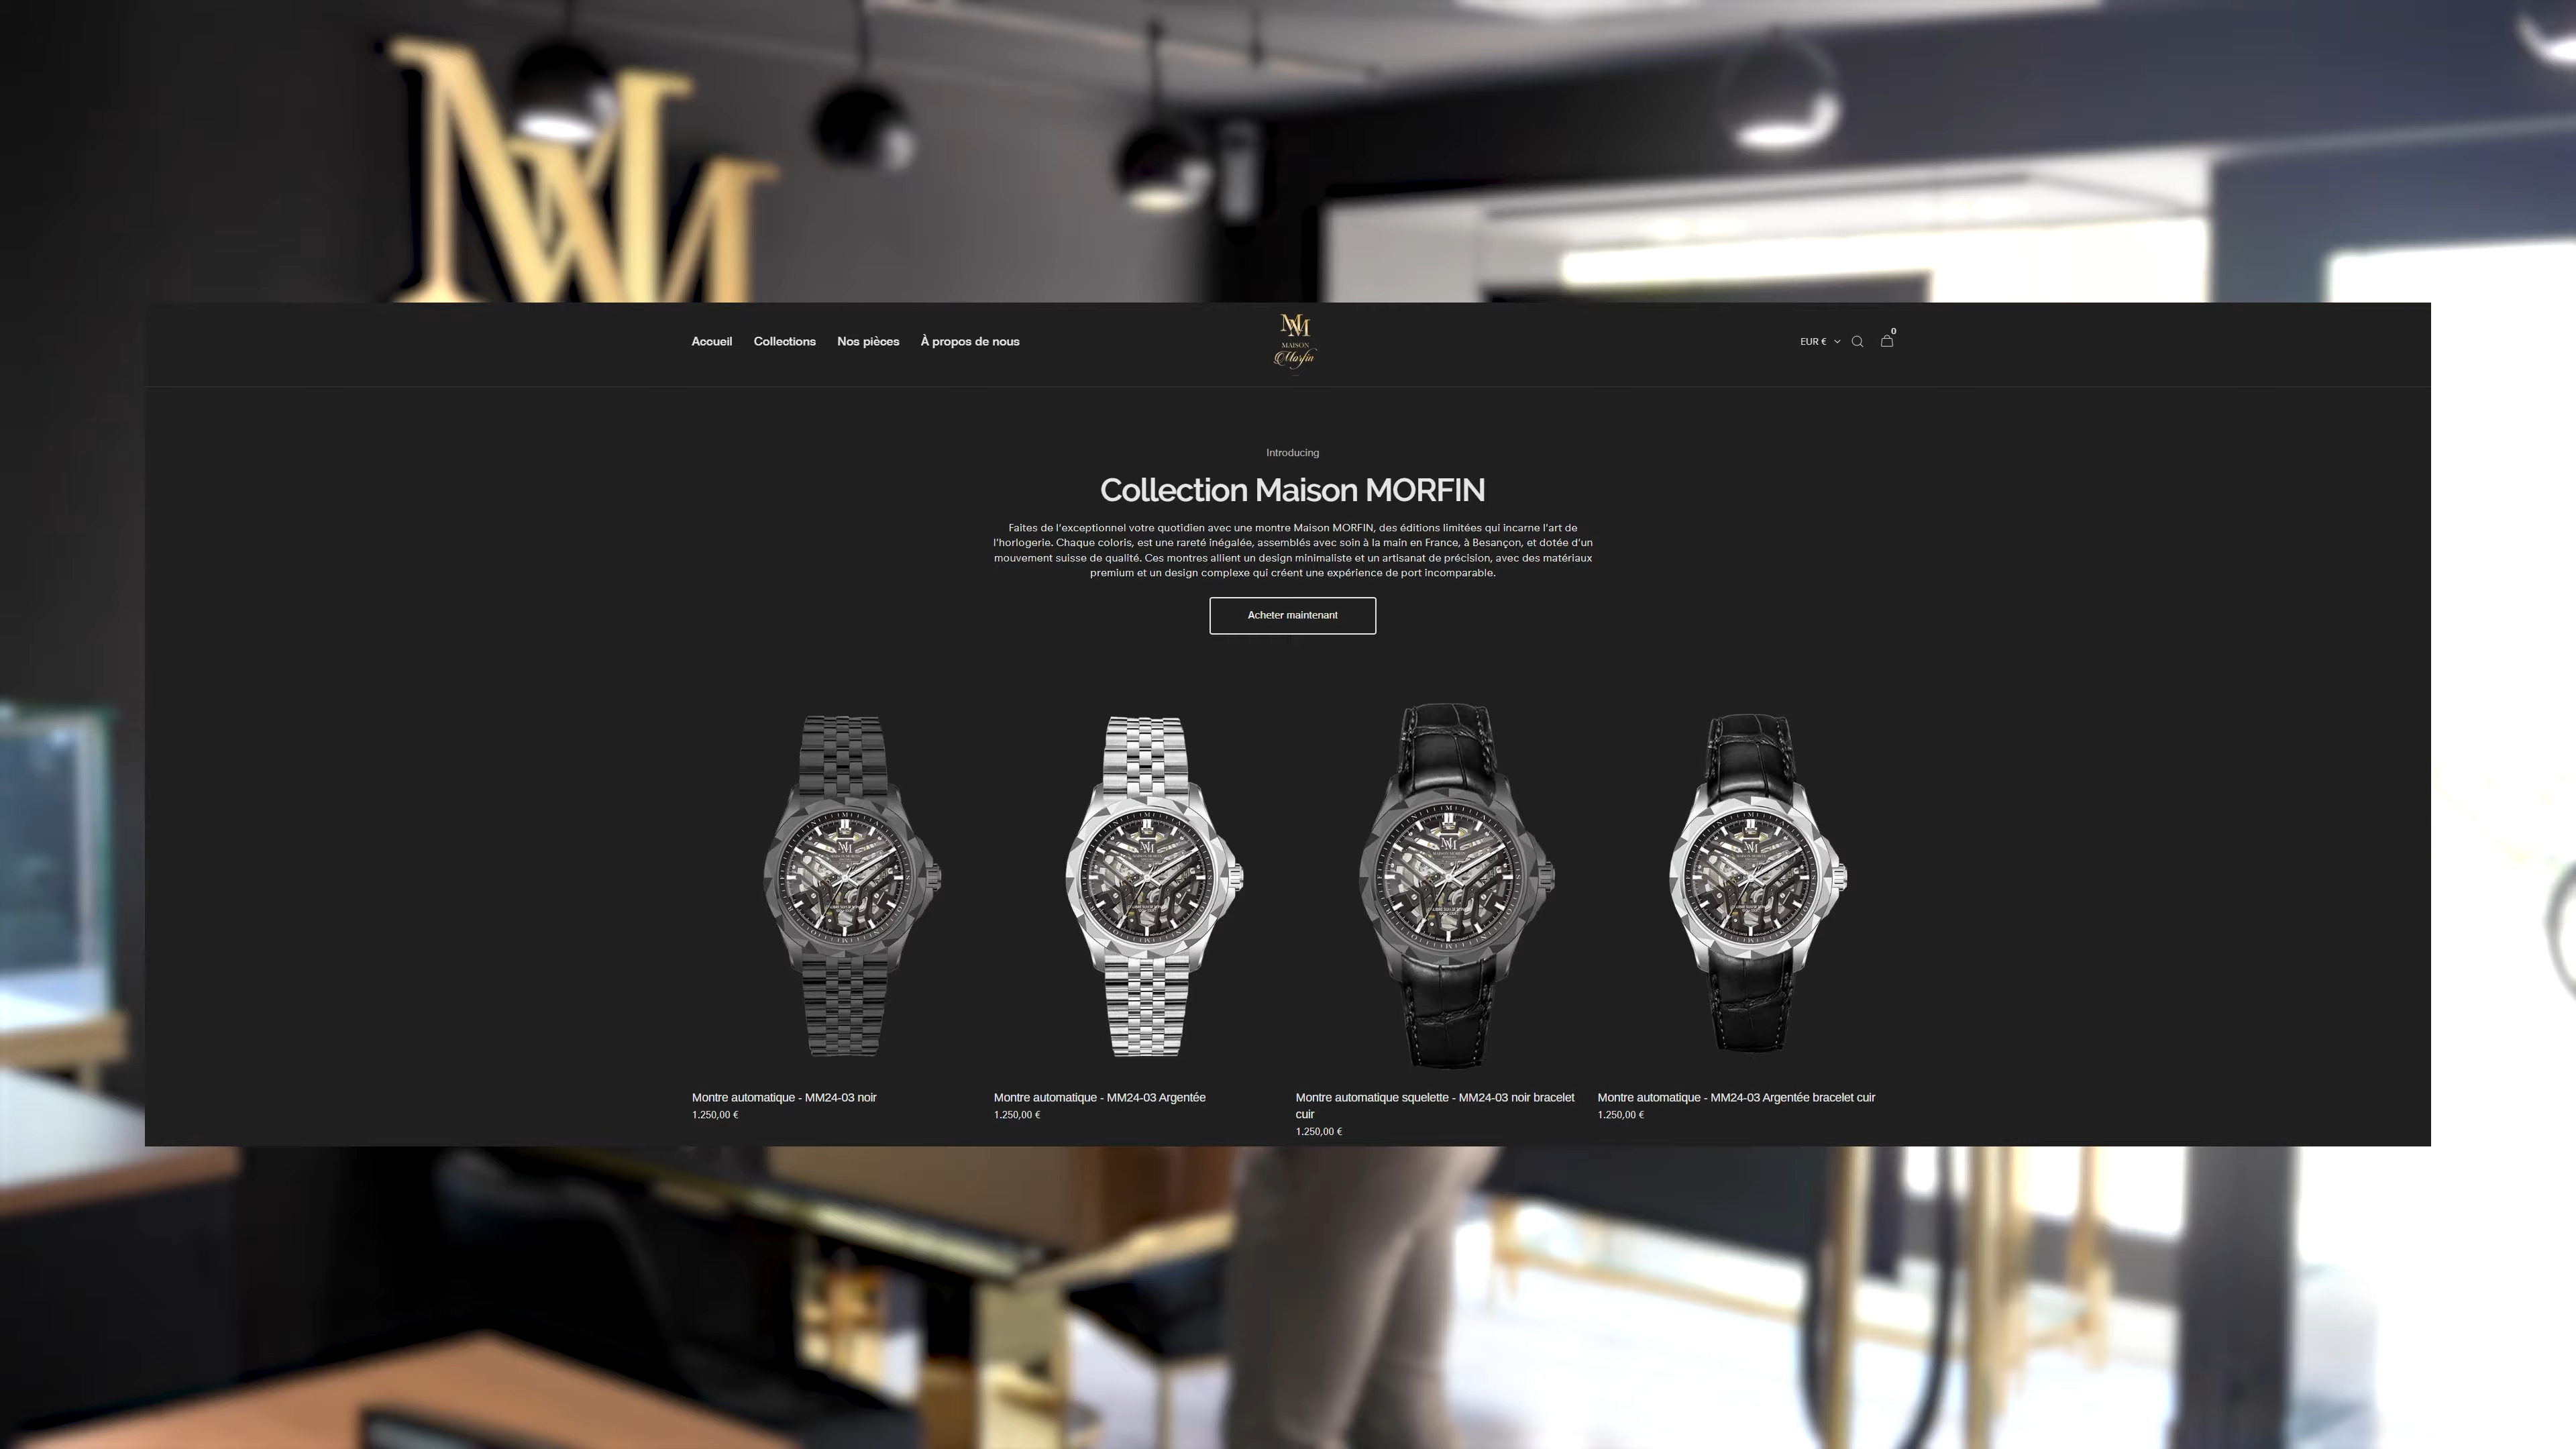 Accueil Collections Nos pièces À propos de nous
MM
MAISON
Morfin
EUR €
0
Introducing
Collection Maison MORFIN
Faites de l'exceptionnel votre quotidien avec une montre Maison MORFIN, des éditions limitées qui incarne l'art de
l'horlogerie. Chaque coloris, est une rareté inégalée, assemblés avec soin à la main en France, à Besançon, et dotée d'un
mouvement suisse de qualité. Ces montres allient un design minimaliste et un artisanat de précision, avec des matériaux
premium et un design complexe qui créent une expérience de port incomparable.
Acheter maintenant
Montre automatique - MM24-03 noir
1.250,00 €
Montre automatique - MM24-03 Argentée
1.250,00 €
Montre automatique squelette - MM24-03 noir bracelet
cuir
1.250,00 €
Montre automatique - MM24-03 Argentée bracelet cuir
1.250,00 €